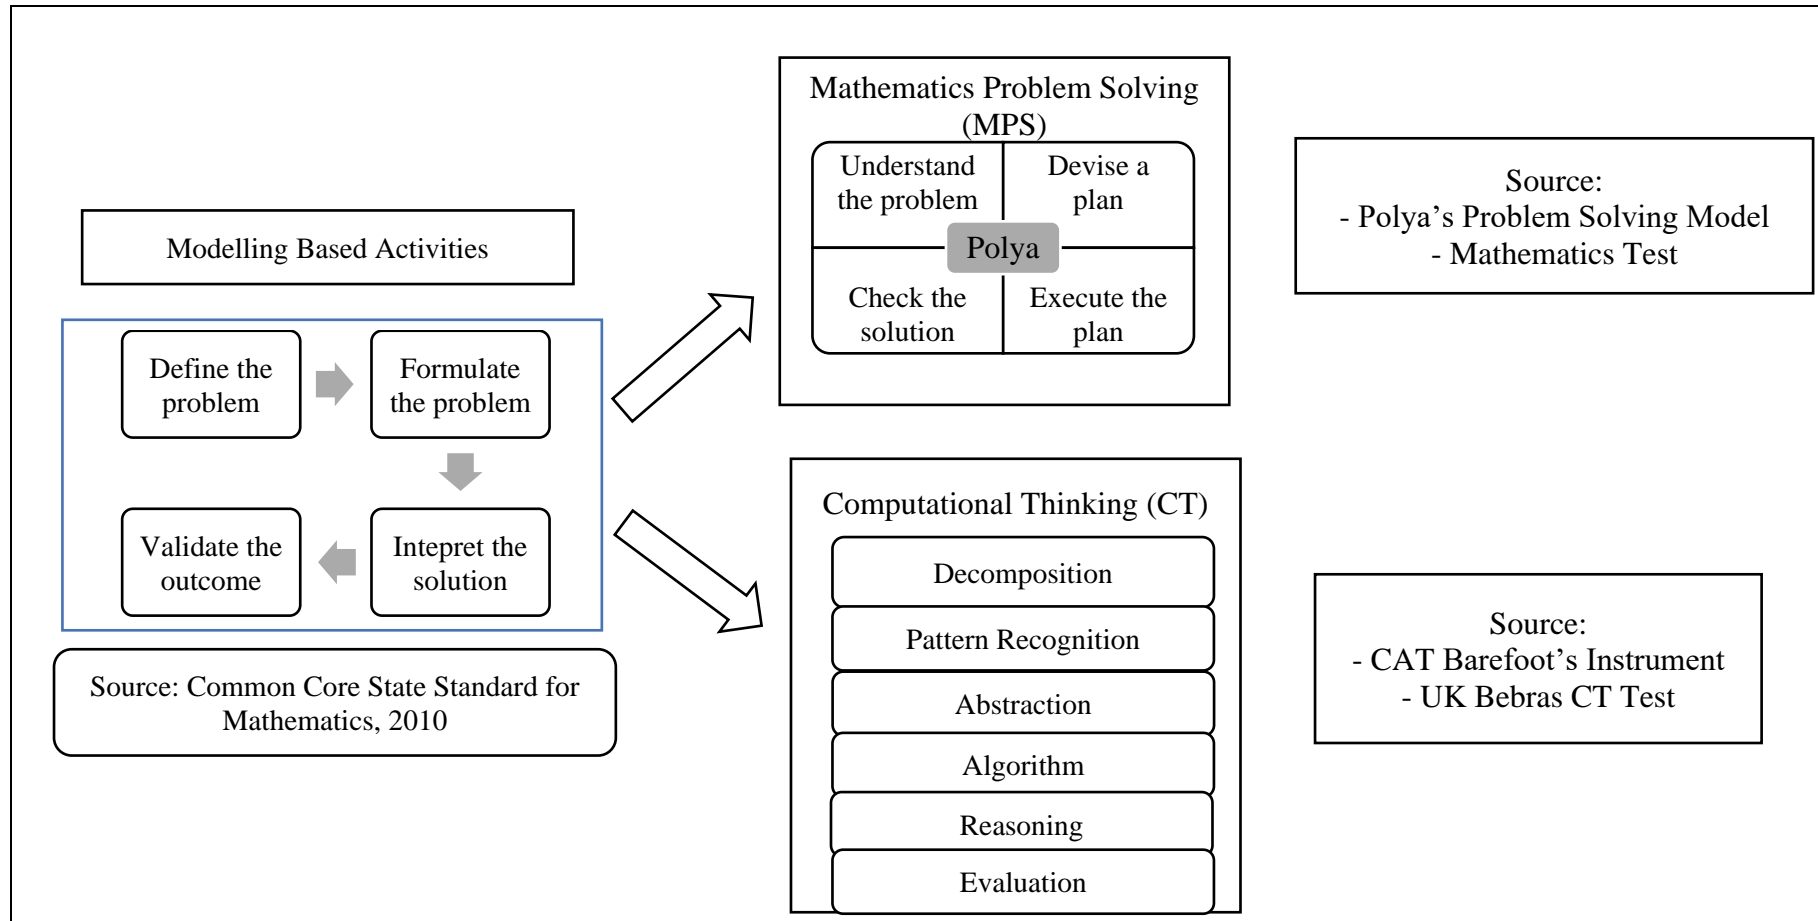 Modelling Based Activities
Define the
problem
Formulate
the problem
Validate the
outcome
Intepret the
solution
Source: Common Core State Standard for
Mathematics, 2010
Mathematics Problem Solving
(MPS)
Understand
the problem
Devise a
plan
Polya
Check the
solution
Execute the
plan
Source:
- Polya’s Problem Solving Model
- Mathematics Test
Computational Thinking (CT)
Decomposition
Pattern Recognition
Abstraction
Algorithm
Reasoning
Evaluation
Source:
- CAT Barefoot’s Instrument
- UK Bebras CT Test